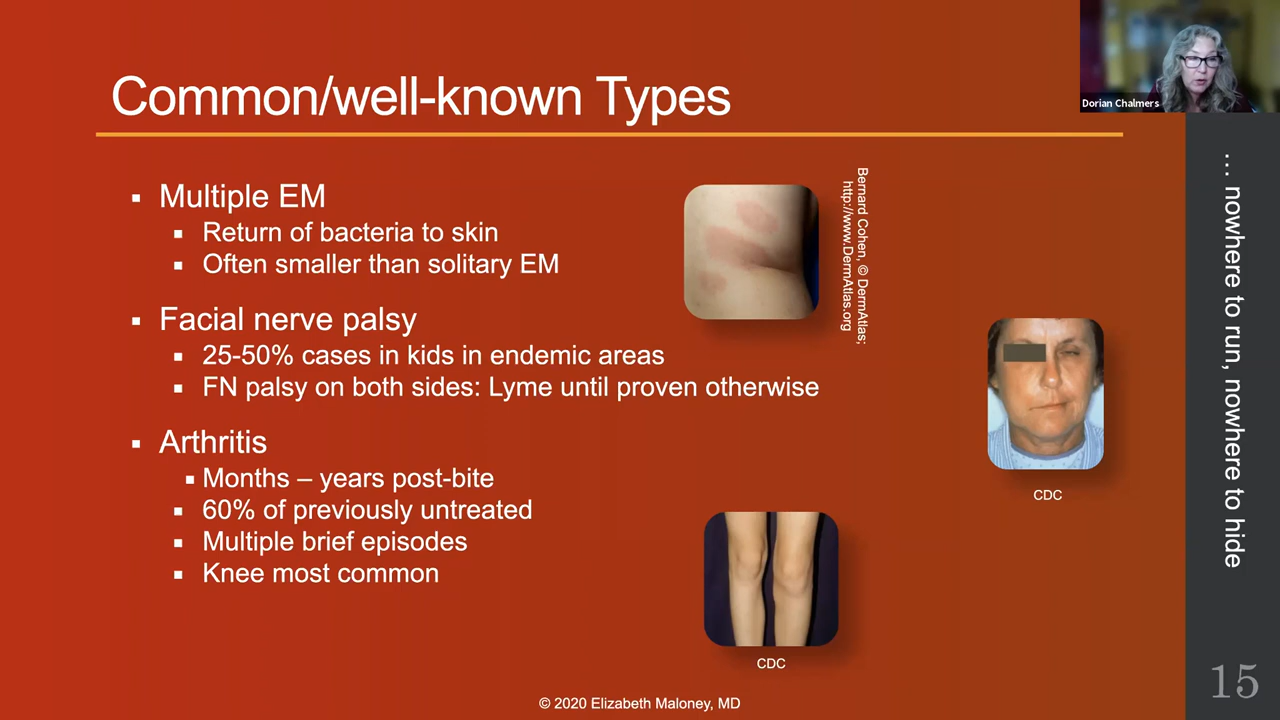 Common/well-known Types
Dorian Chalmers
▪ Multiple EM
▪ Return of bacteria to skin
▪ Often smaller than solitary EM
▪ Facial nerve palsy
▪ 25-50% cases in kids in endemic areas
▪ FN palsy on both sides: Lyme until proven otherwise
▪ Arthritis
▪ Months – years post-bite
▪ 60% of previously untreated
▪ Multiple brief episodes
▪ Knee most common
Bernard Cohen, © DermAtlas;
http://www.DermAtlas.org
CDC
CDC
… nowhere to run, nowhere to hide
© 2020 Elizabeth Maloney, MD
15